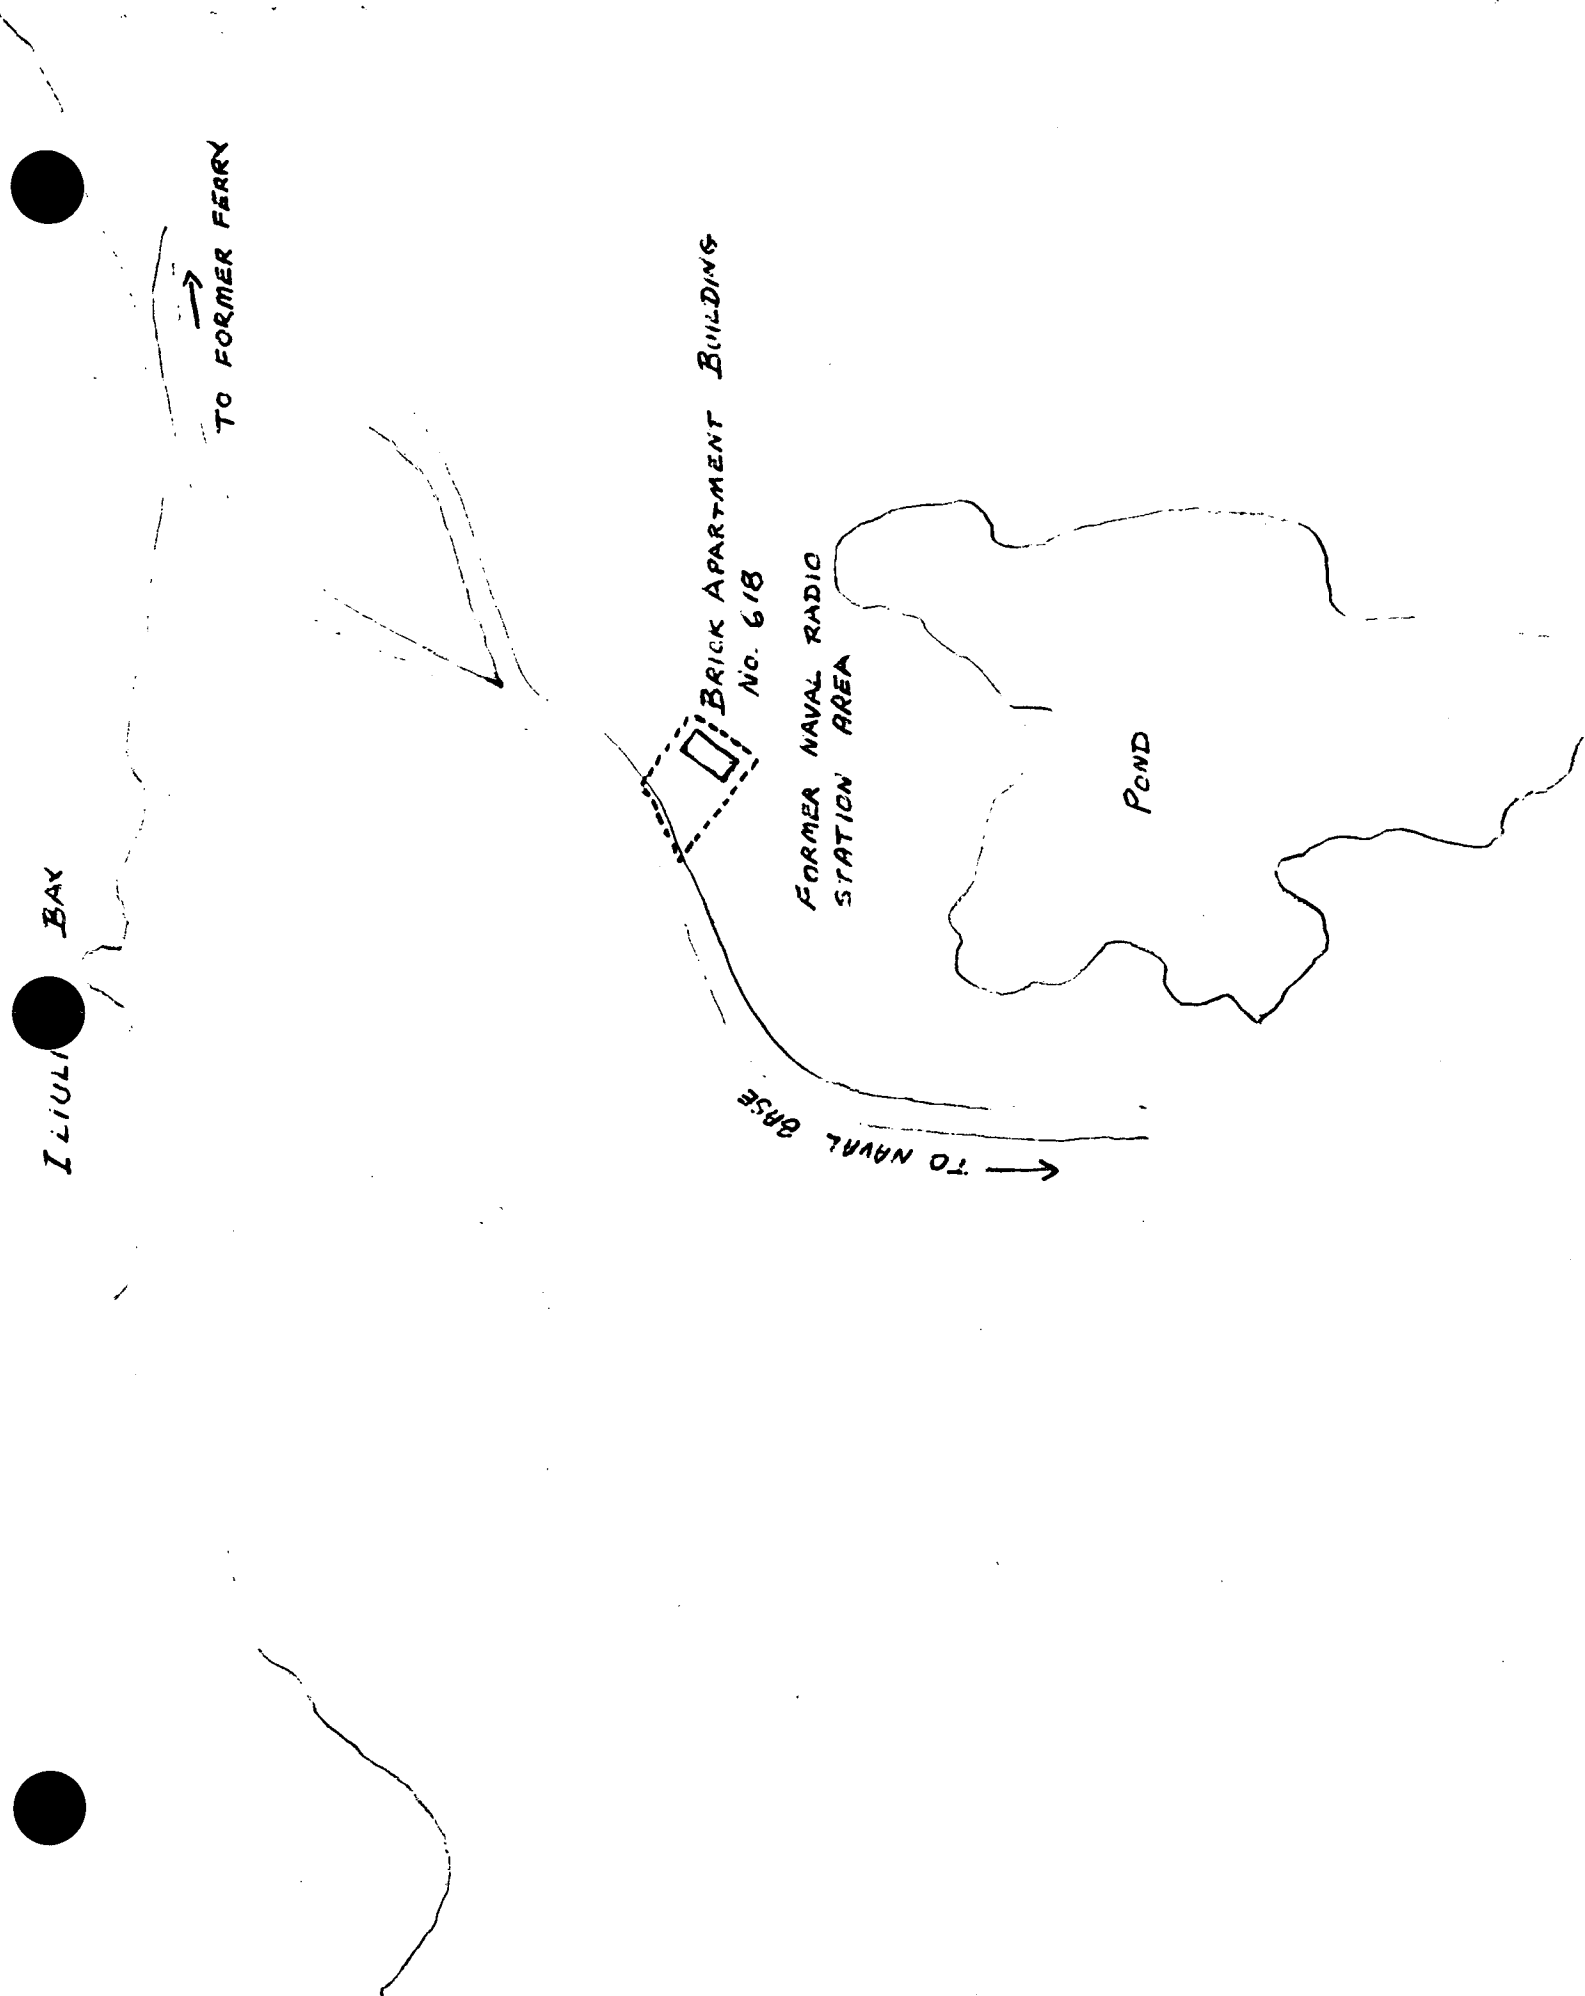 ILIULI BAY
TO FORMER FERRY
BRICK APARTMENT BUILDING
NO. 618
FORMER NAVAL RADIO
STATION AREA
POND
TO NAVAL BASE